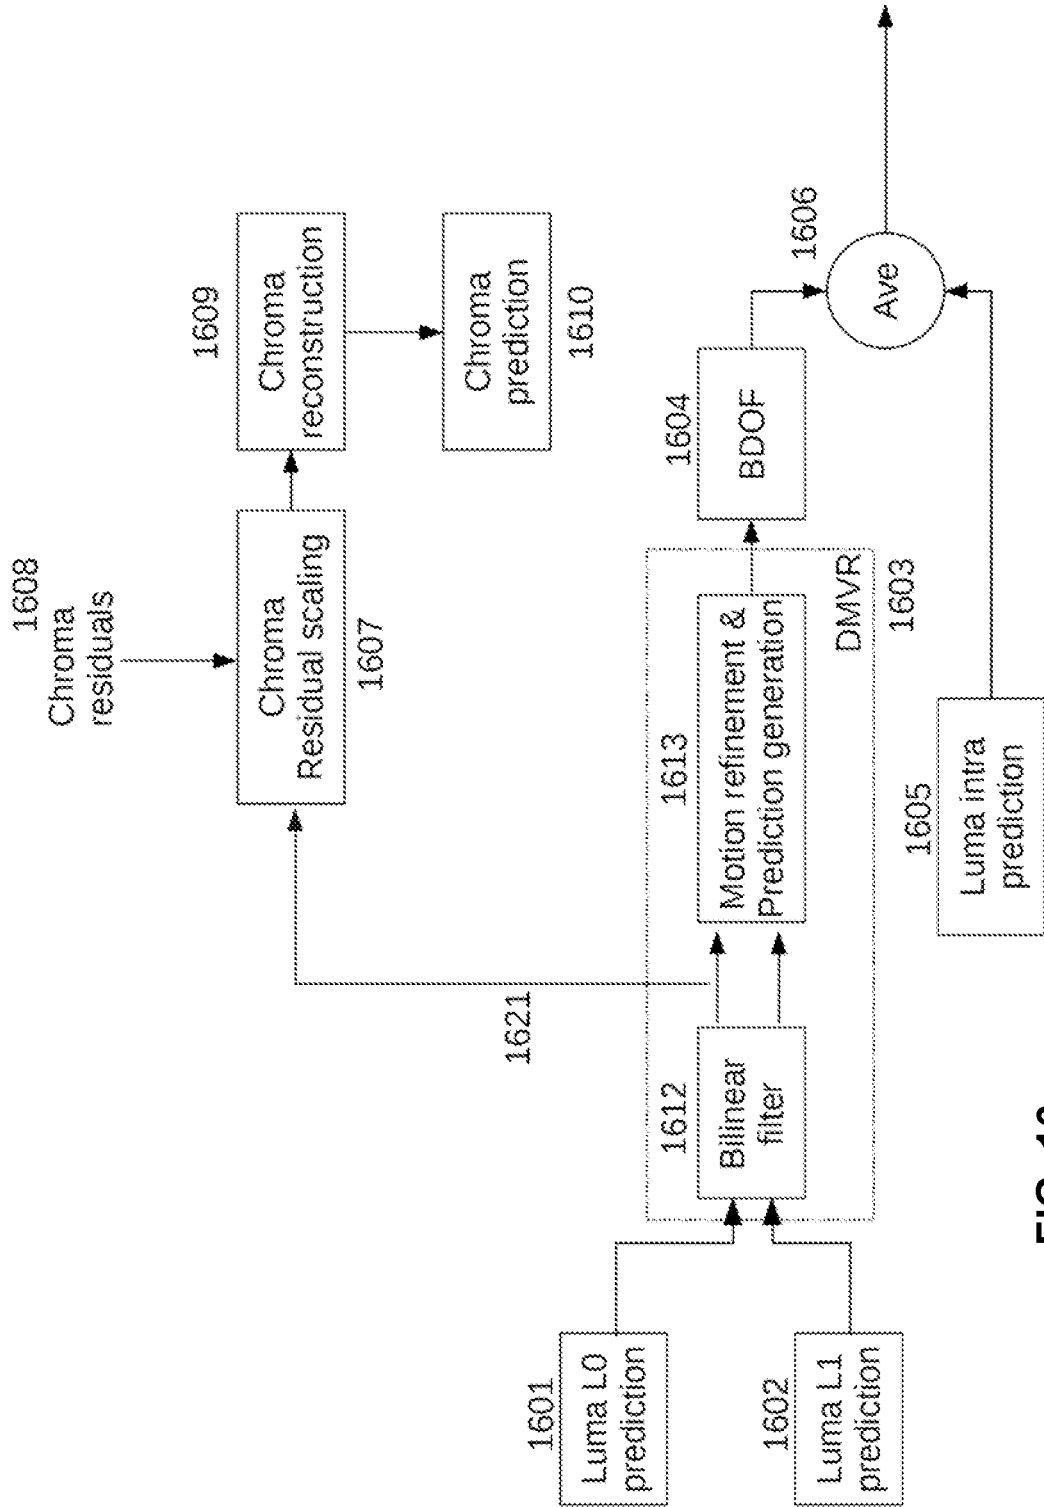 1608
Chroma
residuals
1609
Chroma
Residual scaling
Chroma
reconstruction
1607
Chroma
prediction
1610
1621
1601
Luma L0
prediction
1612
1613
1604
Bilinear
filter
Motion refinement &
Prediction generation
BDOF
1602
Luma L1
prediction
DMVR
1603
1606
Ave
1605
Luma intra
prediction